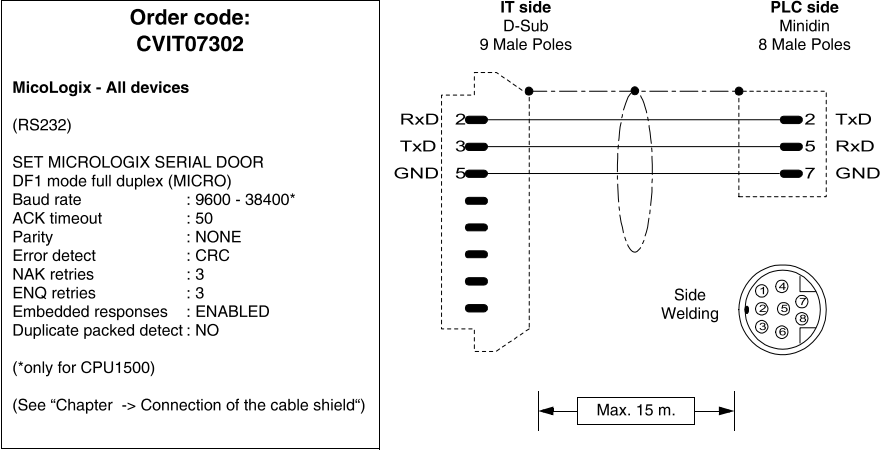 Order code:
CVIT07302
MicoLogix - All devices
(RS232)
SET MICROLOGIX SERIAL DOOR
DF1 mode full duplex (MICRO)
Baud rate : 9600 - 38400*
ACK timeout : 50
Parity : NONE
Error detect : CRC
NAK retries : 3
ENQ retries : 3
Embedded responses : ENABLED
Duplicate packed detect : NO
(*only for CPU1500)
(See “Chapter -> Connection of the cable shield“)
IT side
D-Sub
9 Male Poles
PLC side
Minidin
8 Male Poles
RxD 2 2 TxD
TxD 3 5 RxD
GND 5 7 GND
Side
Welding
1 4 7
2 5 8
3 6
Max. 15 m.